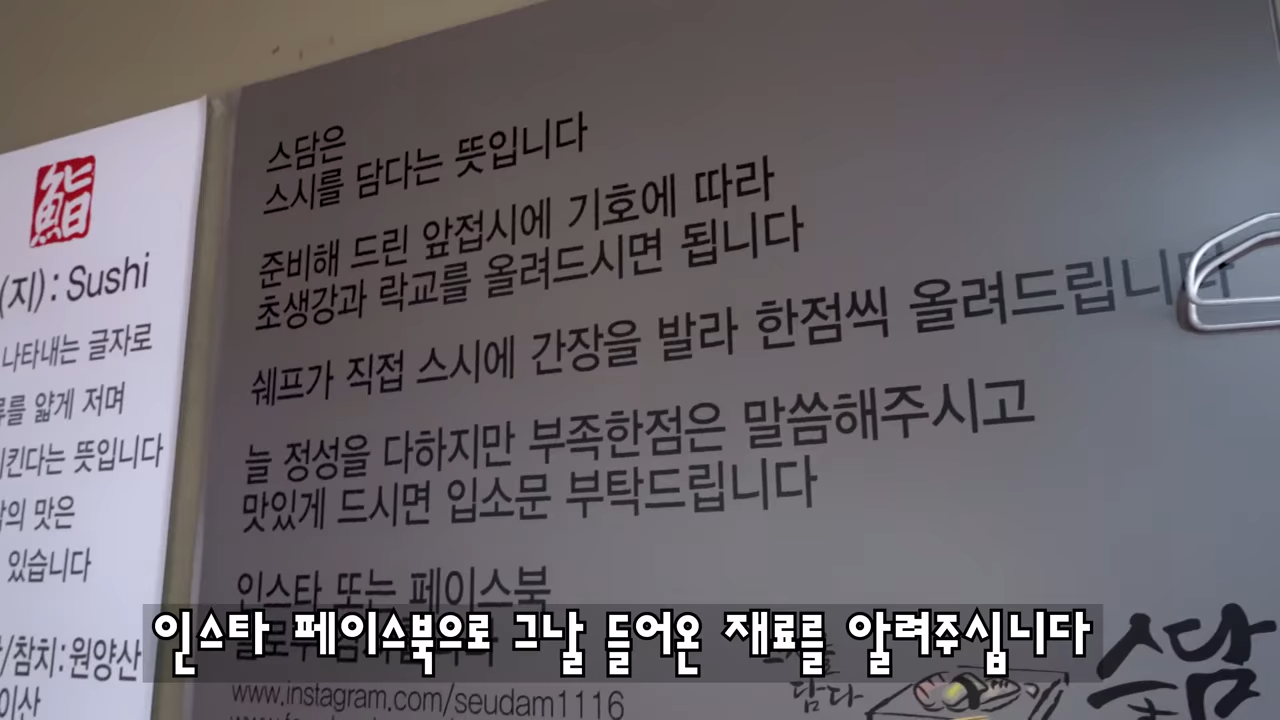 鮨
(지): Sushi
나타내는 글자로
를 얇게 저며
킨다는 뜻입니다
의 맛은
있습니다
/참치: 원양산
이산
스담은
스시를 담다는 뜻입니다
준비해 드린 앞접시에 기호에 따라
초생강과 락교를 올려드시면 됩니다
쉐프가 직접 스시에 간장을 발라 한점씩 올려드립니다
늘 정성을 다하지만 부족한점은 말씀해주시고
맛있게 드시면 입소문 부탁드립니다
인스타 또는 페이스북
www.instagram.com/seudam1116
담다
스담
인스타 페이스북으로 그날 들어온 재료를 알려주십니다